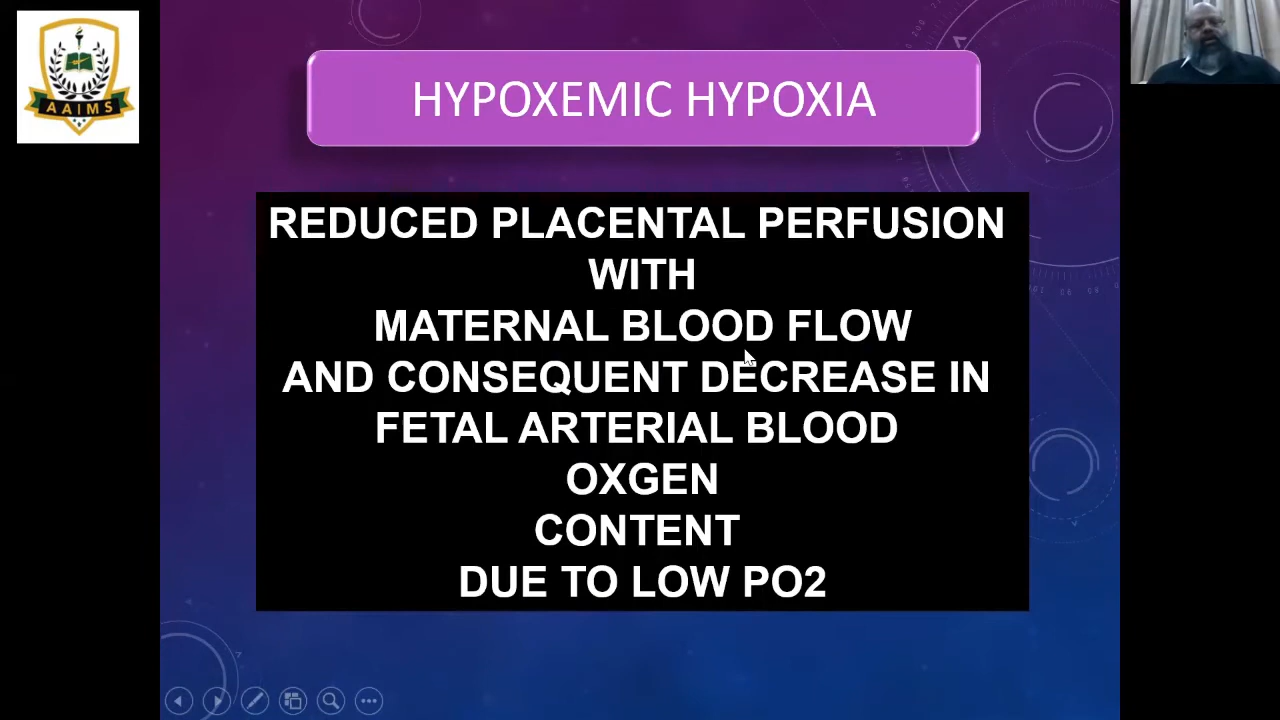 AAIMS
HYPOXEMIC HYPOXIA
REDUCED PLACENTAL PERFUSION
WITH
MATERNAL BLOOD FLOW
AND CONSEQUENT DECREASE IN
FETAL ARTERIAL BLOOD
OXGEN
CONTENT
DUE TO LOW PO2